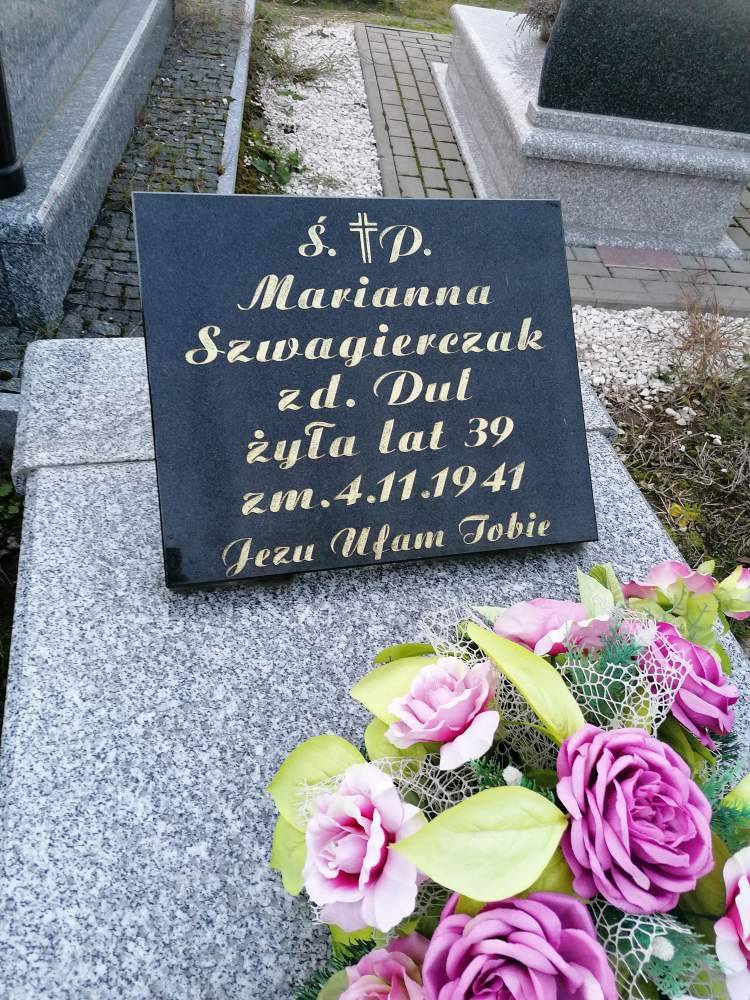 Ś. P.
Marianna
Szwagierczak
zd. Dul
żyła lat 39
zm. 4.11.1941
Jezu Ufam Tobie